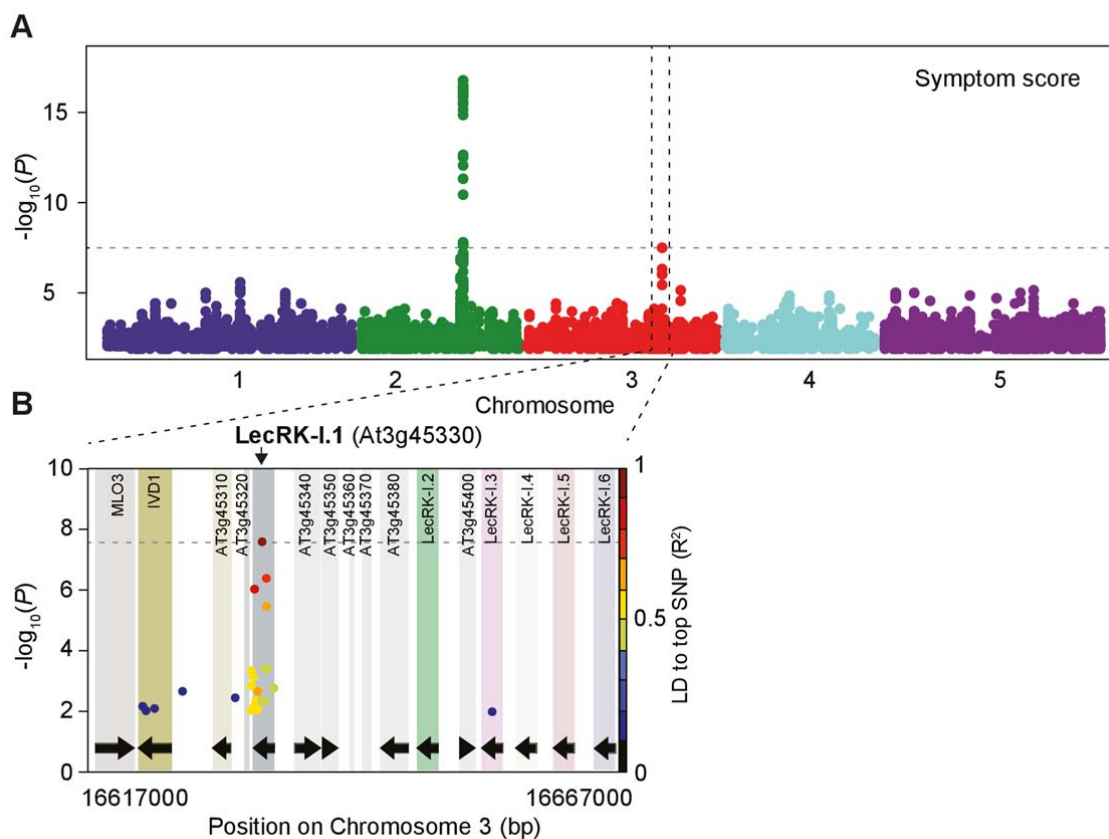 A
Symptom score
-log10(P)
15
10
5
1 2 3 4 5
Chromosome
B
LecRK-I.1 (At3g45330)
MLO3
IVD1
AT3g45310
AT3g45320
AT3g45340
AT3g45350
AT3g45360
AT3g45370
AT3g45380
LecRK-I.2
AT3g45400
LecRK-I.3
LecRK-I.4
LecRK-I.5
LecRK-I.6
-log10(P)
10
8
6
4
2
0
1
0.5
0
LD to top SNP (R²)
16617000 16667000
Position on Chromosome 3 (bp)